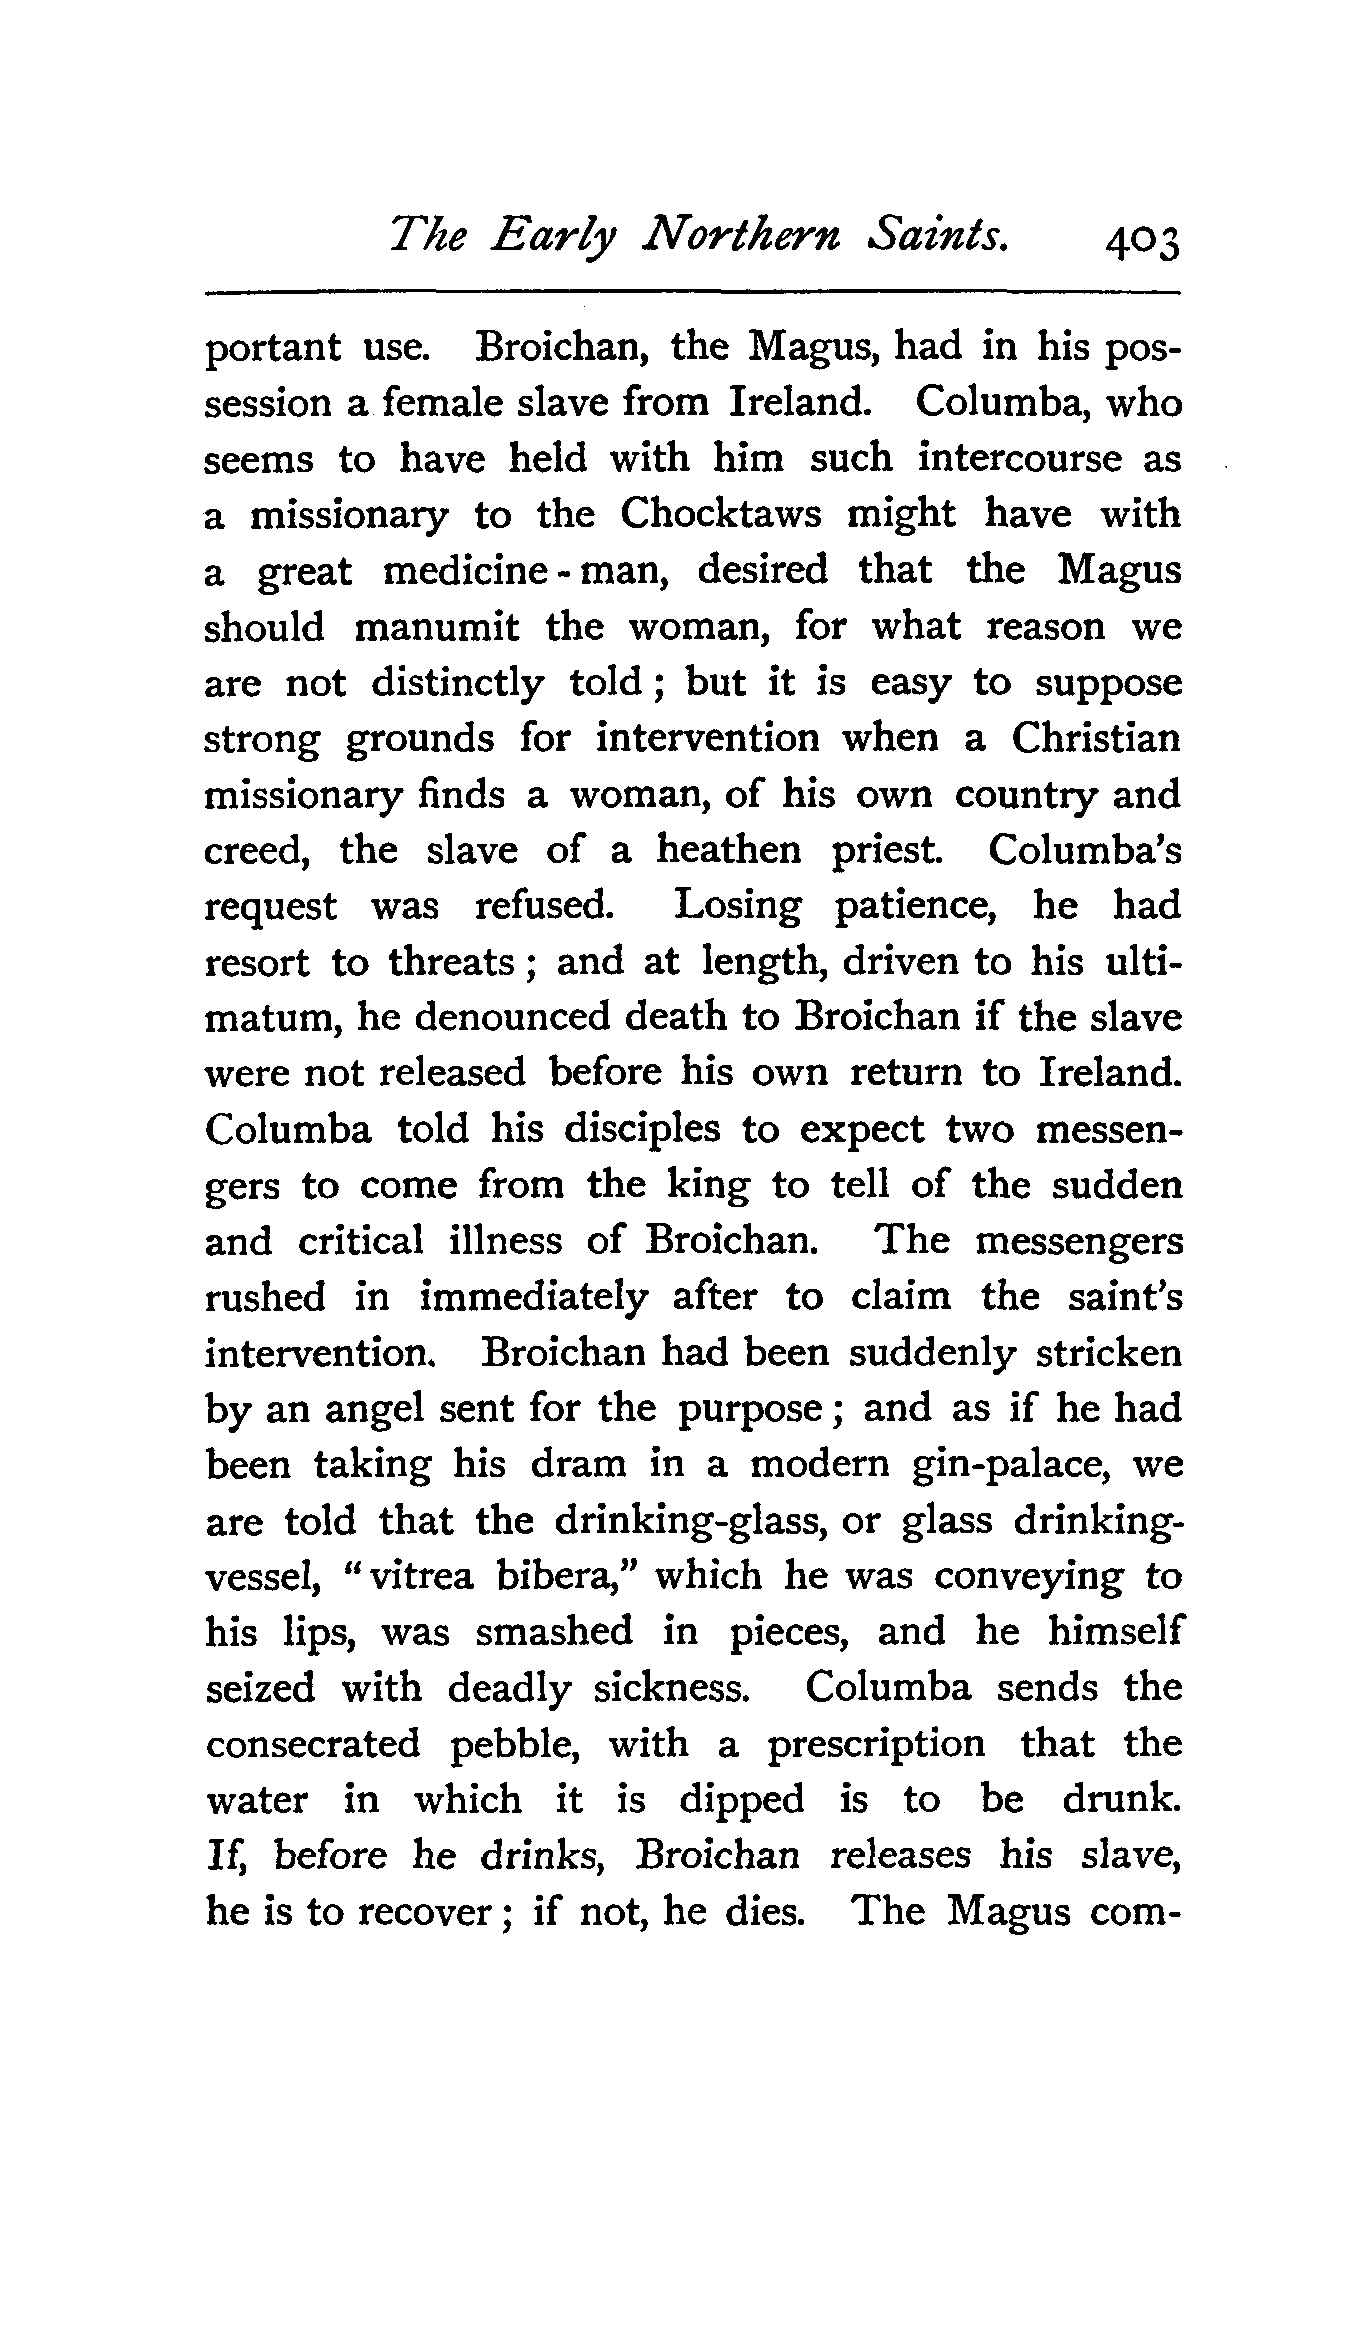 The Early Northern Saints. 403
portant use. Broichan, the Magus, had in his pos-
session a female slave from Ireland. Columba, who
seems to have held with him such intercourse as
a missionary to the Chocktaws might have with
a great medicine-man, desired that the Magus
should manumit the woman, for what reason we
are not distinctly told; but it is easy to suppose
strong grounds for intervention when a Christian
missionary finds a woman, of his own country and
creed, the slave of a heathen priest. Columba's
request was refused. Losing patience, he had
resort to threats; and at length, driven to his ulti-
matum, he denounced death to Broichan if the slave
were not released before his own return to Ireland.
Columba told his disciples to expect two messen-
gers to come from the king to tell of the sudden
and critical illness of Broichan. The messengers
rushed in immediately after to claim the saint's
intervention. Broichan had been suddenly stricken
by an angel sent for the purpose; and as if he had
been taking his dram in a modern gin-palace, we
are told that the drinking-glass, or glass drinking-
vessel, "vitrea bibera," which he was conveying to
his lips, was smashed in pieces, and he himself
seized with deadly sickness. Columba sends the
consecrated pebble, with a prescription that the
water in which it is dipped is to be drunk.
If, before he drinks, Broichan releases his slave,
he is to recover; if not, he dies. The Magus com-